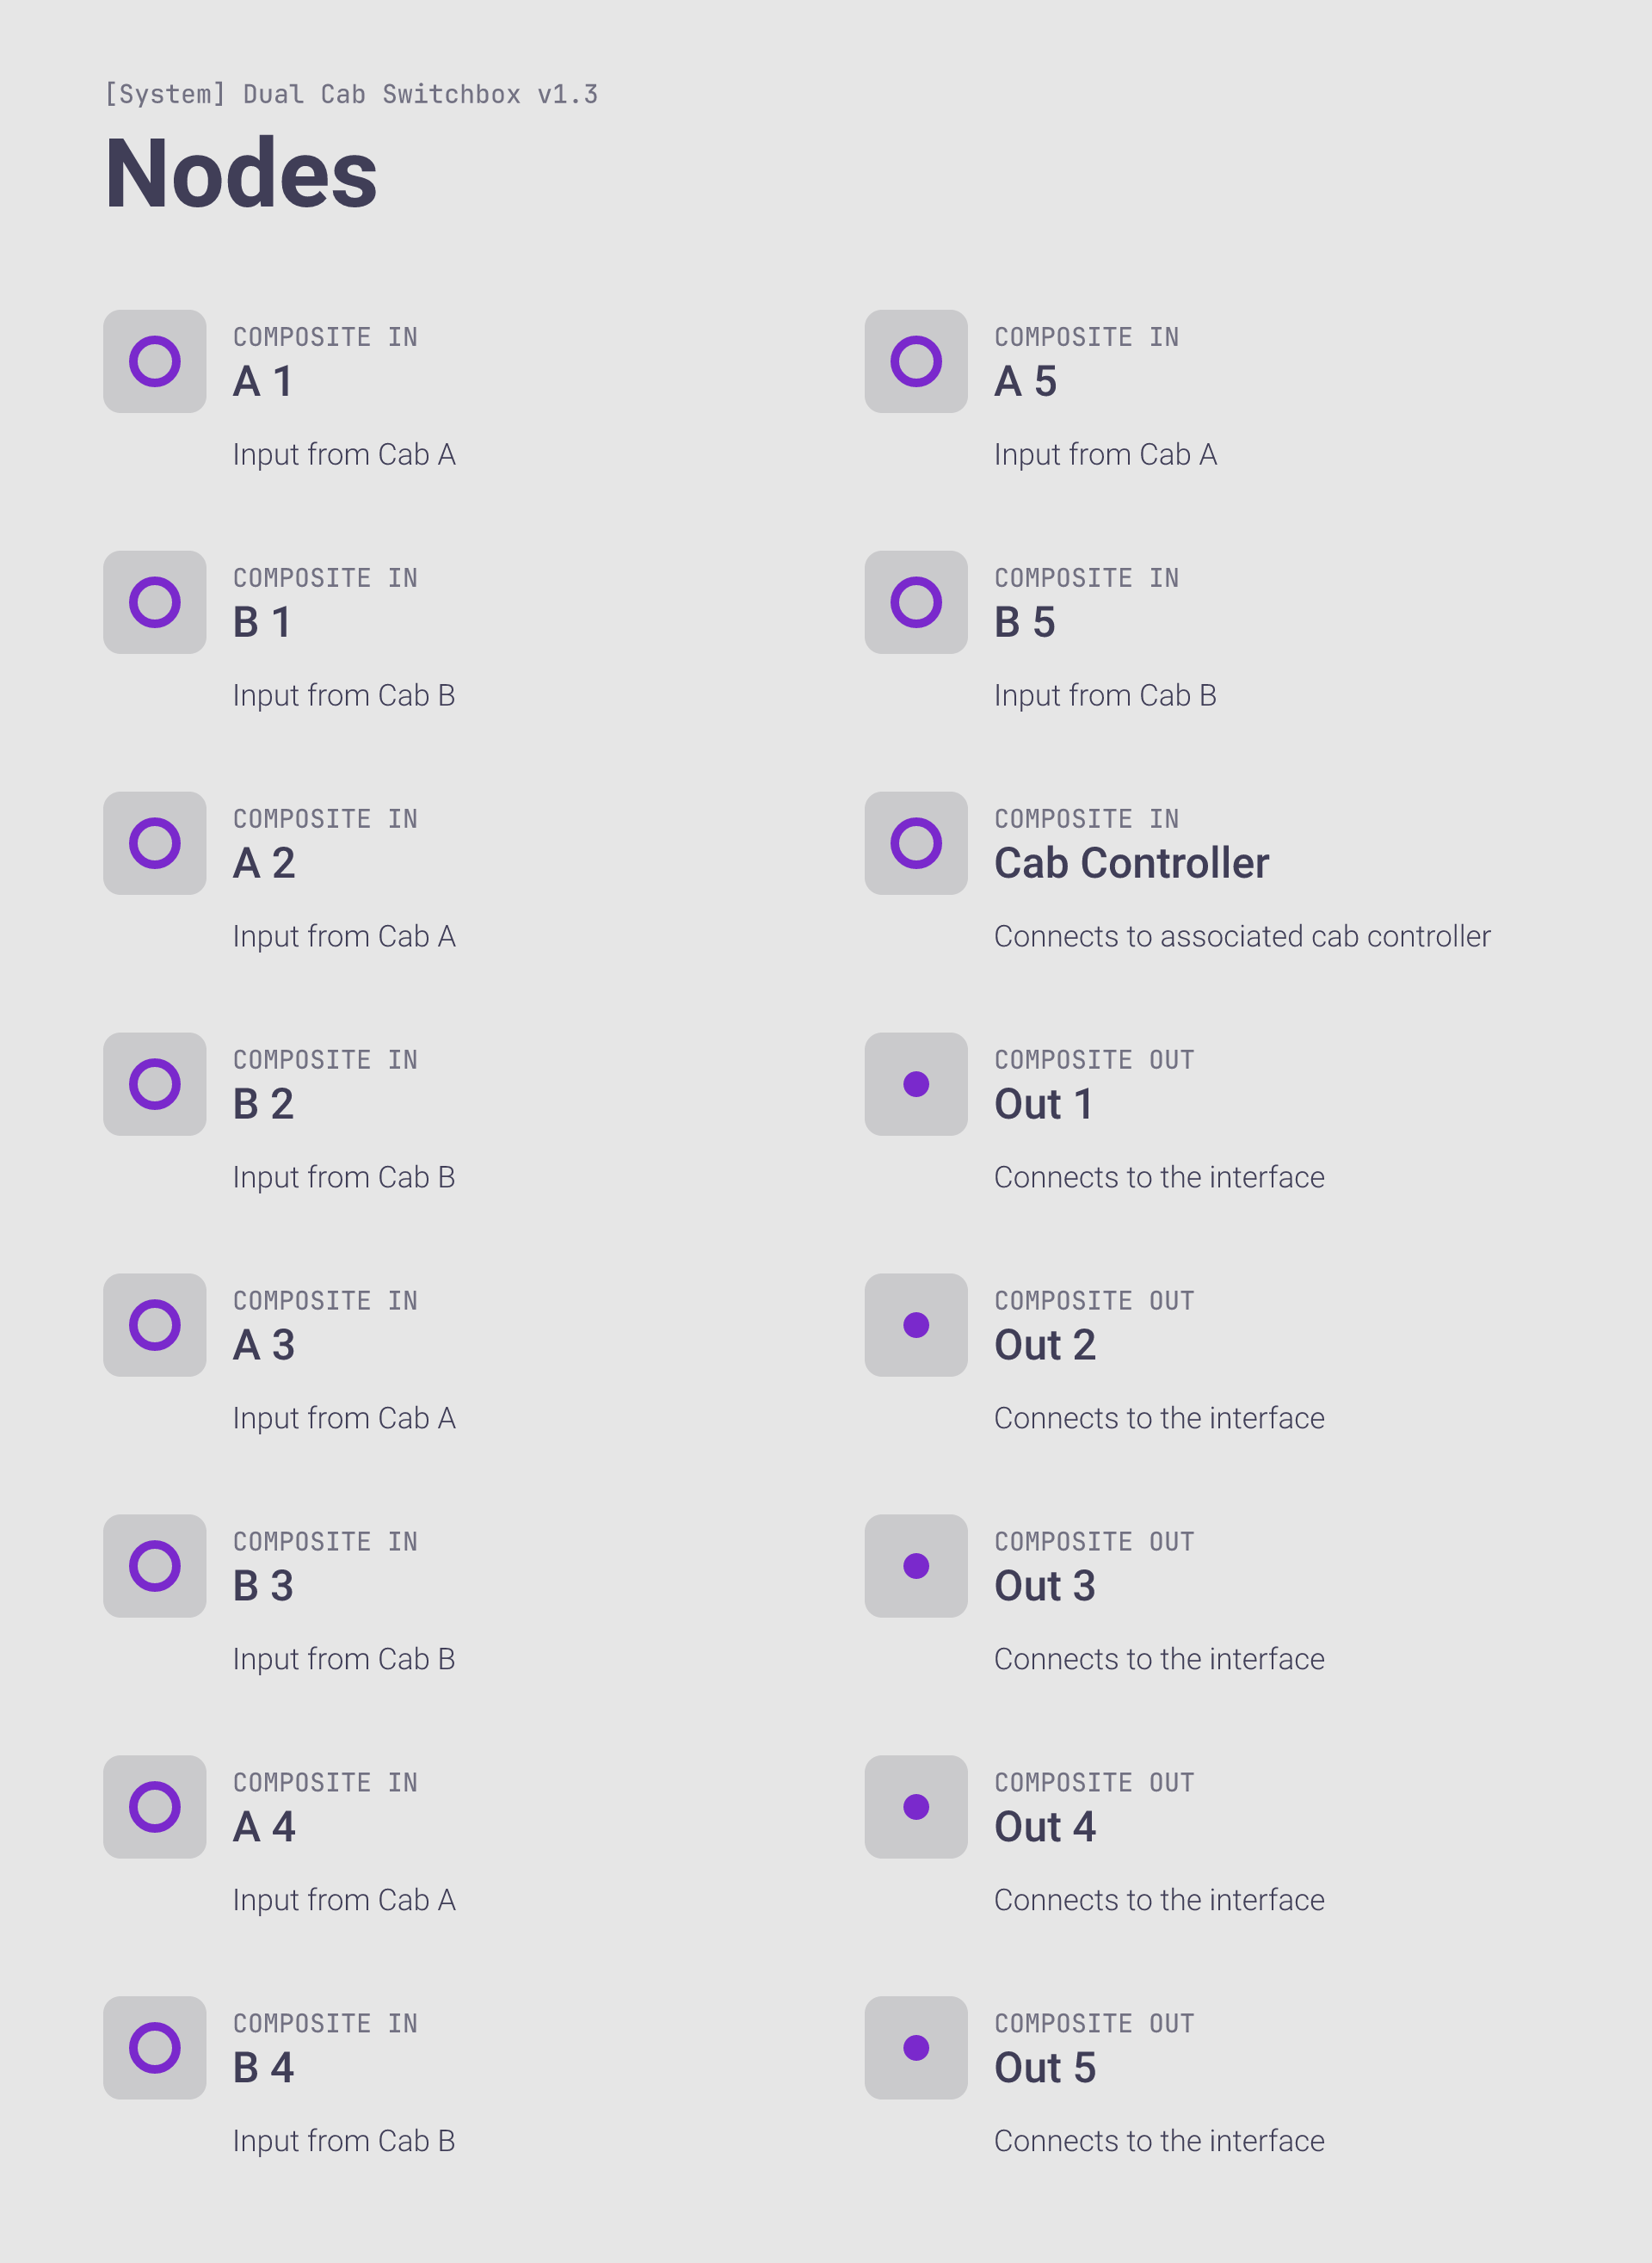 [System] Dual Cab Switchbox v1.3
Nodes
COMPOSITE IN
A 1
Input from Cab A
COMPOSITE IN
B 1
Input from Cab B
COMPOSITE IN
A 2
Input from Cab A
COMPOSITE IN
B 2
Input from Cab B
COMPOSITE IN
A 3
Input from Cab A
COMPOSITE IN
B 3
Input from Cab B
COMPOSITE IN
A 4
Input from Cab A
COMPOSITE IN
B 4
Input from Cab B
COMPOSITE IN
A 5
Input from Cab A
COMPOSITE IN
B 5
Input from Cab B
COMPOSITE IN
Cab Controller
Connects to associated cab controller
COMPOSITE OUT
Out 1
Connects to the interface
COMPOSITE OUT
Out 2
Connects to the interface
COMPOSITE OUT
Out 3
Connects to the interface
COMPOSITE OUT
Out 4
Connects to the interface
COMPOSITE OUT
Out 5
Connects to the interface